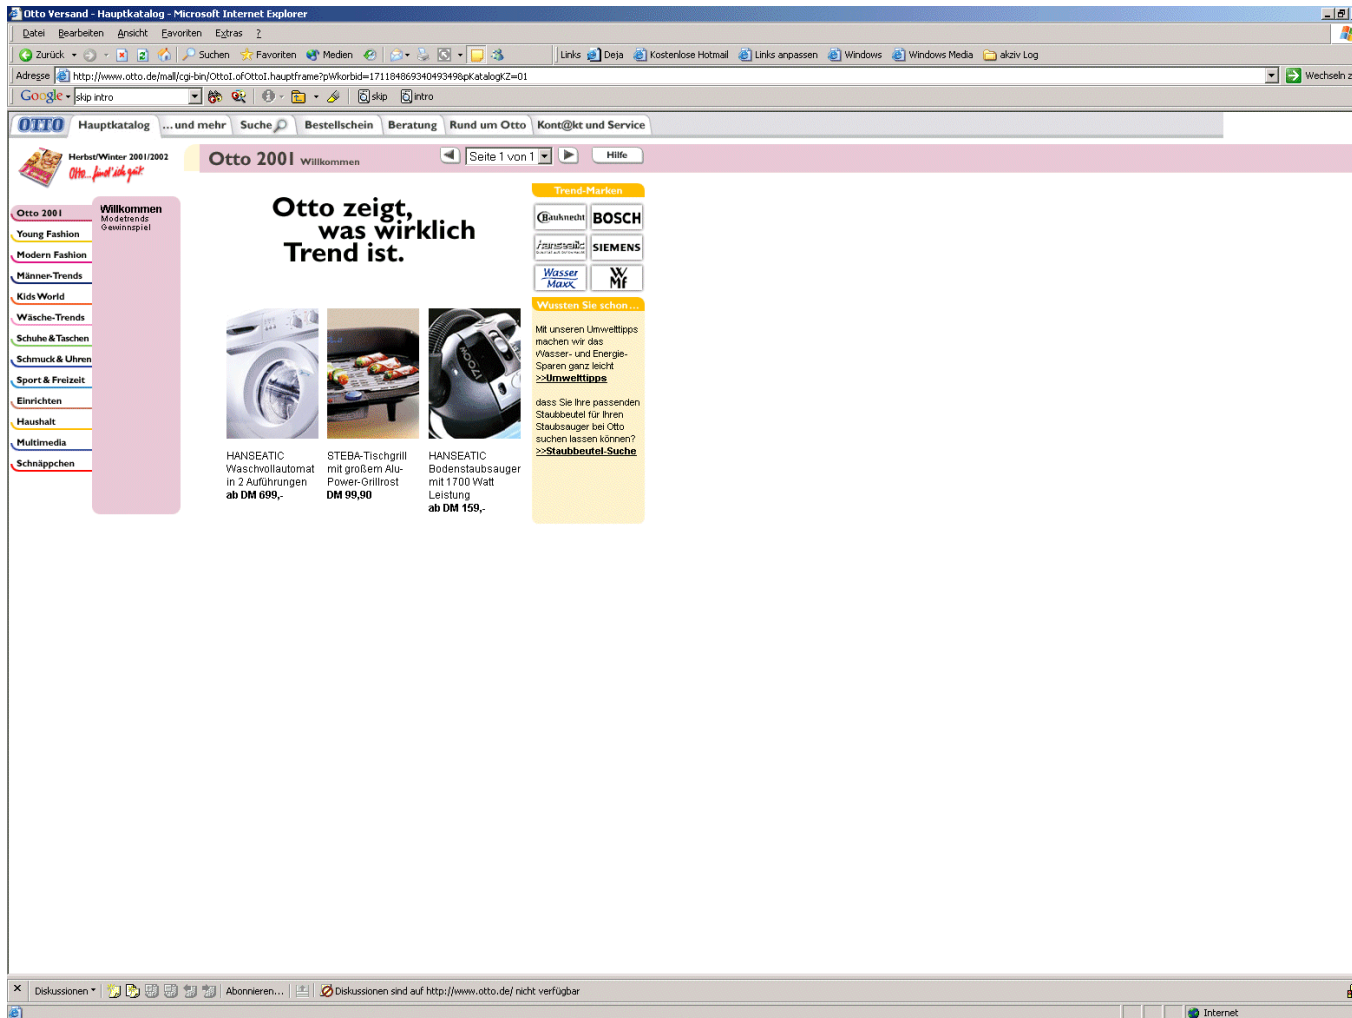 Otto Versand - Hauptkatalog - Microsoft Internet Explorer
Datei Bearbeiten Ansicht Favoriten Extras ?
Zurück Suchen Favoriten Medien Links Deja Kostenlose Hotmail Links anpassen Windows Windows Media akziv Log
Adresse http://www.otto.de/mall/cgi-bin/OttoI.ofOttoI.hauptframe?pWkorbid=171184869340493498&pKatalogKZ=01 Wechseln z
Google skip intro skip intro
OTTO Hauptkatalog ...und mehr Suche Bestellschein Beratung Rund um Otto Kont@kt und Service
Herbst/Winter 2001/2002
Otto... find' ich gut.
Otto 2001 Willkommen Seite 1 von 1 Hilfe
Otto 2001
Young Fashion
Modern Fashion
Männer-Trends
Kids World
Wäsche-Trends
Schuhe & Taschen
Schmuck & Uhren
Sport & Freizeit
Einrichten
Haushalt
Multimedia
Schnäppchen
Willkommen
Modetrends
Gewinnspiel
Otto zeigt,
was wirklich
Trend ist.
1700W
HANSEATIC
Waschvollautomat
in 2 Auführungen
ab DM 699,-
STEBA-Tischgrill
mit großem Alu-
Power-Grillrost
DM 99,90
HANSEATIC
Bodenstaubsauger
mit 1700 Watt
Leistung
ab DM 159,-
Trend-Marken
Bauknecht BOSCH
hanseatic SIEMENS
Wasser
Maxx
WMF
Wussten Sie schon ...
Mit unseren Umwelttipps
machen wir das
Wasser- und Energie-
Sparen ganz leicht
>>Umwelttipps
dass Sie Ihre passenden
Staubbeutel für Ihren
Staubsauger bei Otto
suchen lassen können?
>>Staubbeutel-Suche
Diskussionen Abonnieren... Diskussionen sind auf http://www.otto.de/ nicht verfügbar
Internet